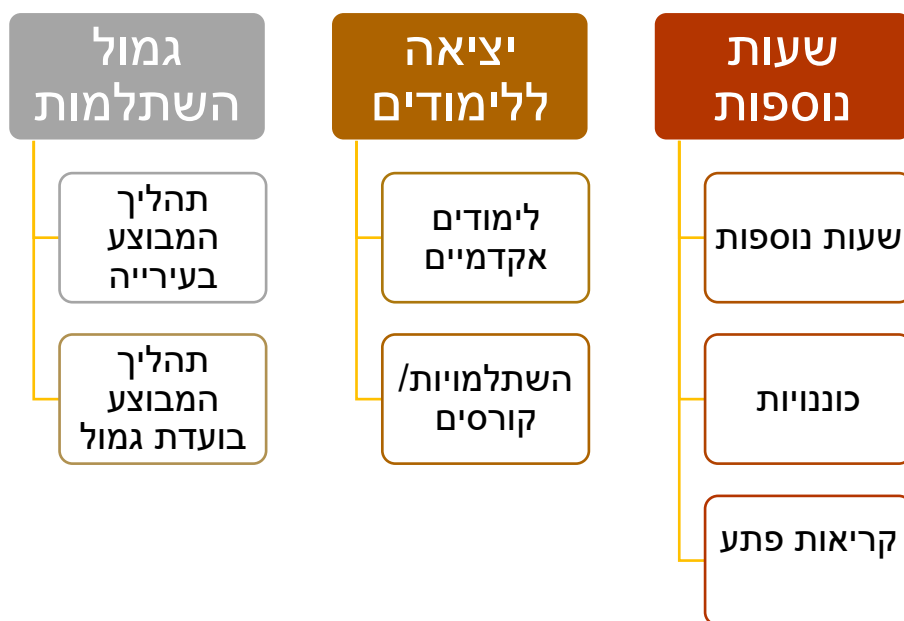 שעות
נוספות
שעות נוספות
כוננויות
קריאות פתע
יציאה
ללימודים
לימודים
אקדמיים
השתלמויות/
קורסים
גמול
השתלמות
תהליך
המבוצע
בעירייה
תהליך
המבוצע
בועדת גמול